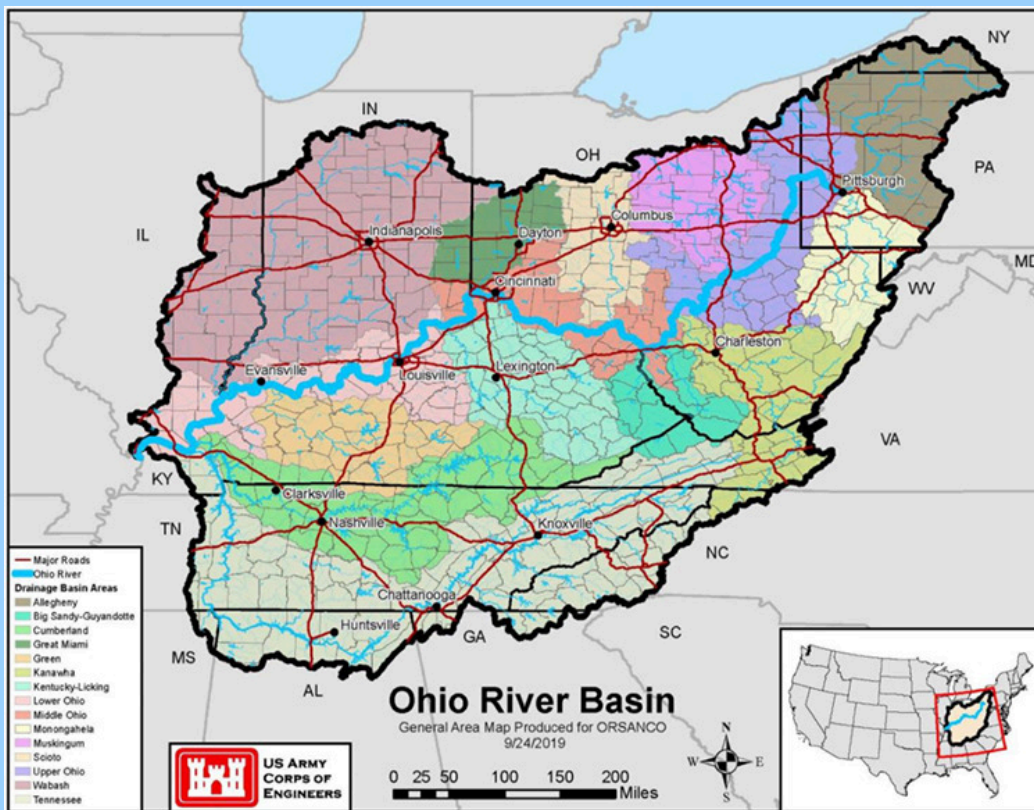 NY
IN
OH
PA
Pittsburgh
Columbus
IL
Indianapolis
Dayton
MD
Cincinnati
WV
Charleston
Evansville
Louisville
Lexington
VA
KY
Clarksville
TN
Nashville
Knoxville
NC
Chattanooga
Huntsville
GA
SC
MS
AL
Major Roads
Ohio River
Drainage Basin Areas
Allegheny
Big Sandy-Guyandotte
Cumberland
Great Miami
Green
Kanawha
Kentucky-Licking
Lower Ohio
Middle Ohio
Monongahela
Muskingum
Scioto
Upper Ohio
Wabash
Tennessee
US ARMY
CORPS OF
ENGINEERS
Ohio River Basin
General Area Map Produced for ORSANCO
9/24/2019
0 25 50 100 150 200
Miles
N
W E
S